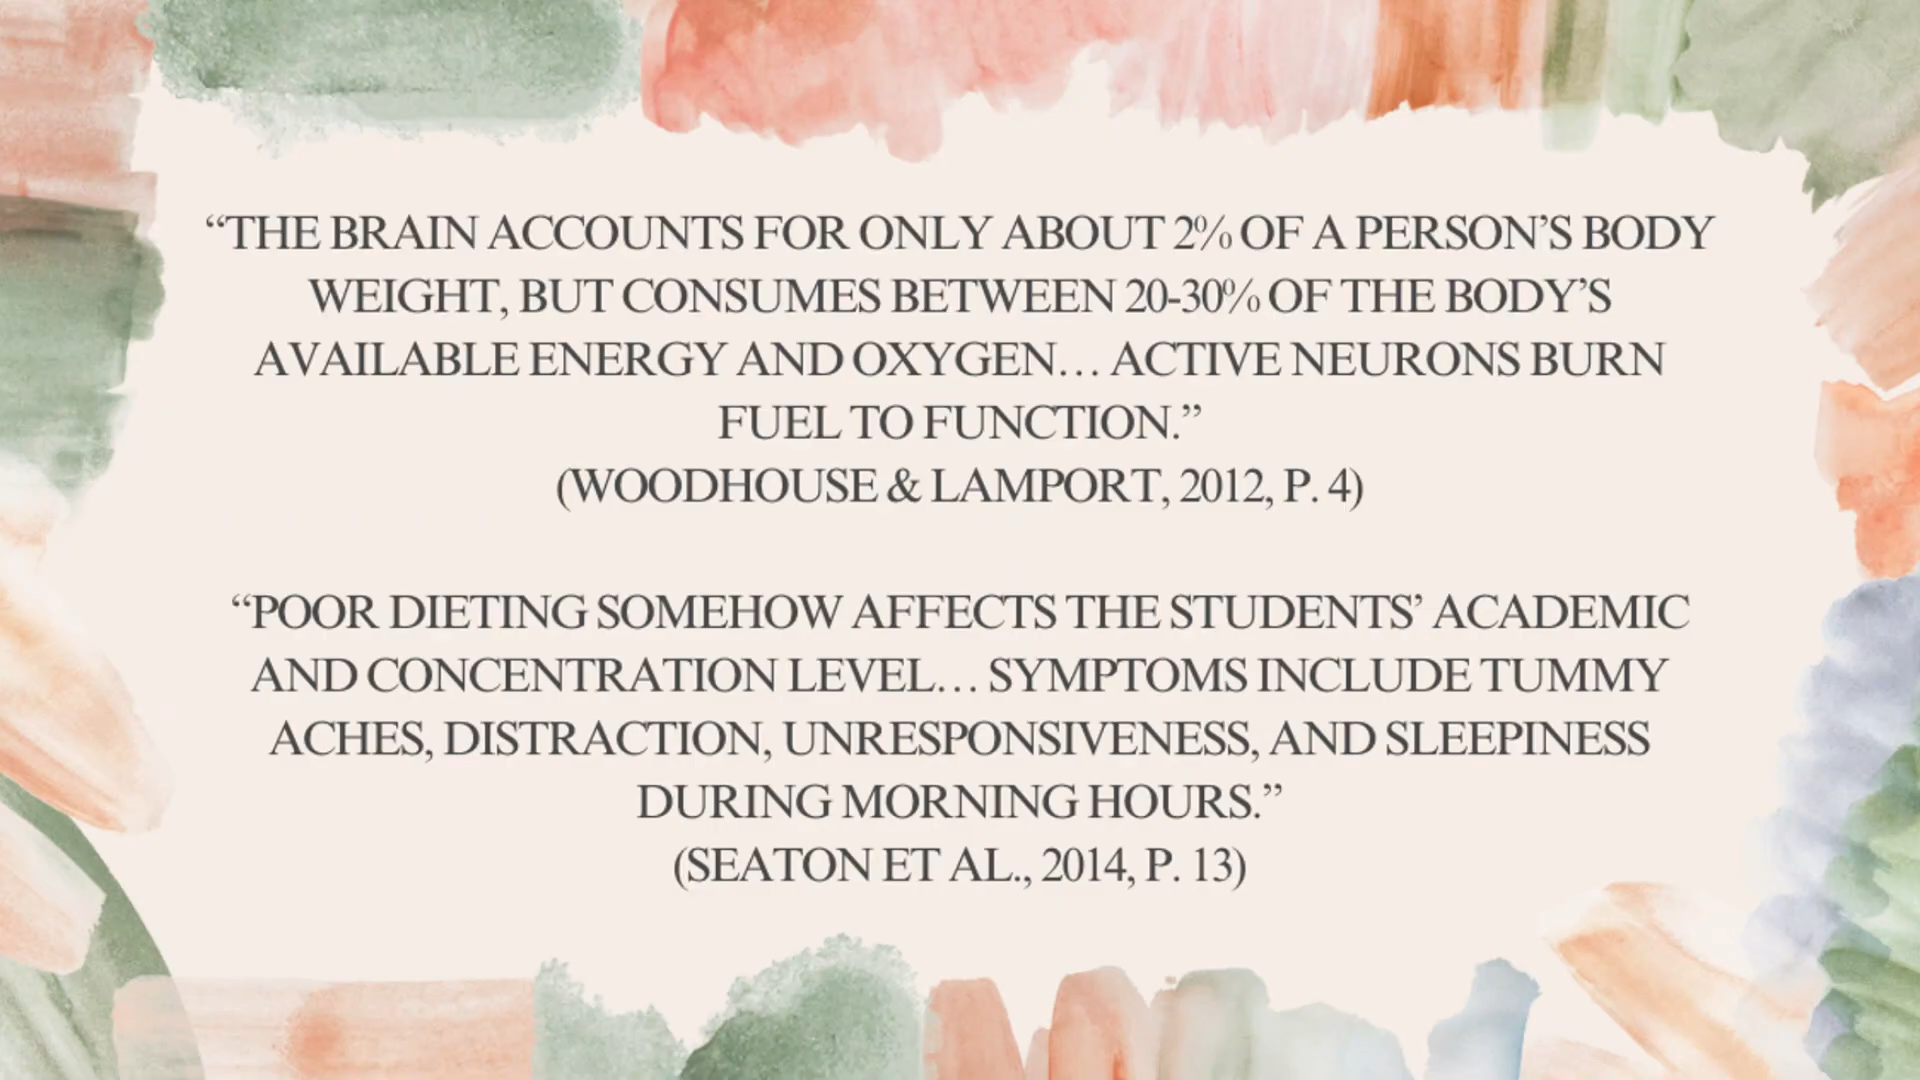 “THE BRAIN ACCOUNTS FOR ONLY ABOUT 2% OF A PERSON’S BODY
WEIGHT, BUT CONSUMES BETWEEN 20-30% OF THE BODY’S
AVAILABLE ENERGY AND OXYGEN… ACTIVE NEURONS BURN
FUEL TO FUNCTION.”
(WOODHOUSE & LAMPORT, 2012, P. 4)
“POOR DIETING SOMEHOW AFFECTS THE STUDENTS’ ACADEMIC
AND CONCENTRATION LEVEL… SYMPTOMS INCLUDE TUMMY
ACHES, DISTRACTION, UNRESPONSIVENESS, AND SLEEPINESS
DURING MORNING HOURS.”
(SEATON ET AL., 2014, P. 13)